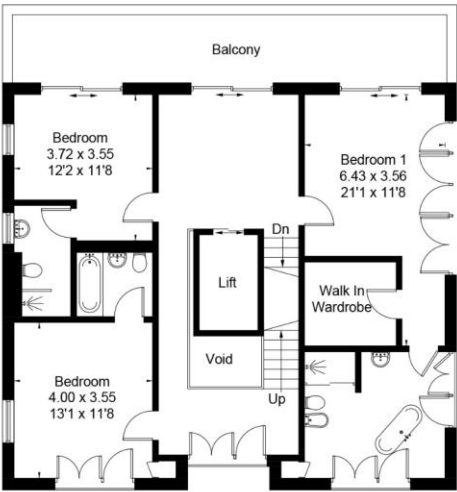 Balcony
Bedroom
3.72 x 3.55
12'2 x 11'8
Bedroom 1
6.43 x 3.56
21'1 x 11'8
Dn
Lift
Walk In
Wardrobe
Void
Bedroom
4.00 x 3.55
13'1 x 11'8
Up